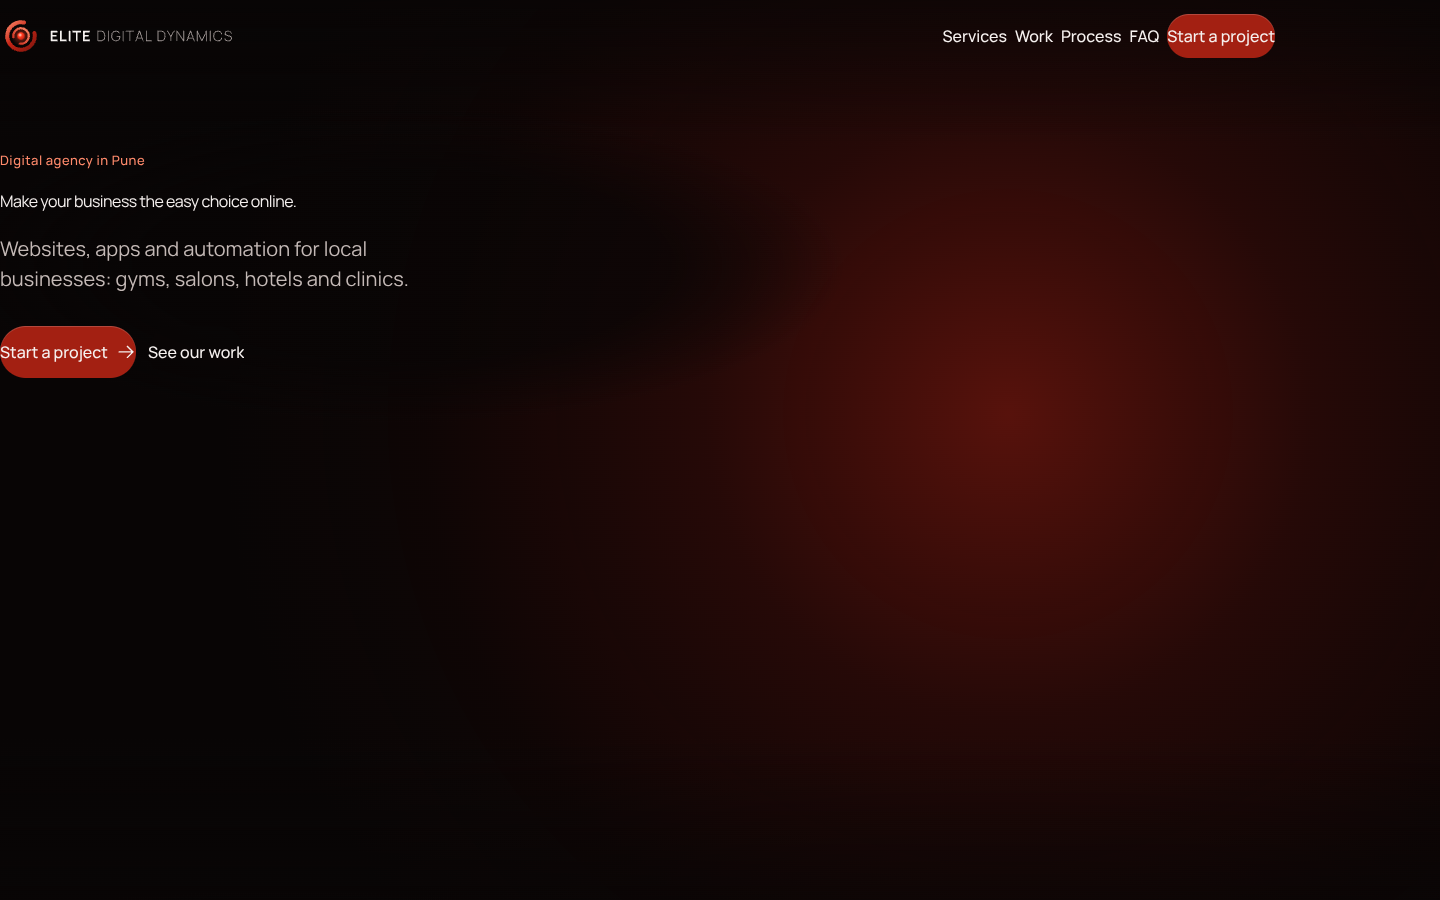 ELITE DIGITAL DYNAMICS
Services Work Process FAQ Start a project
Digital agency in Pune
Make your business the easy choice online.
Websites, apps and automation for local
businesses: gyms, salons, hotels and clinics.
Start a project → See our work